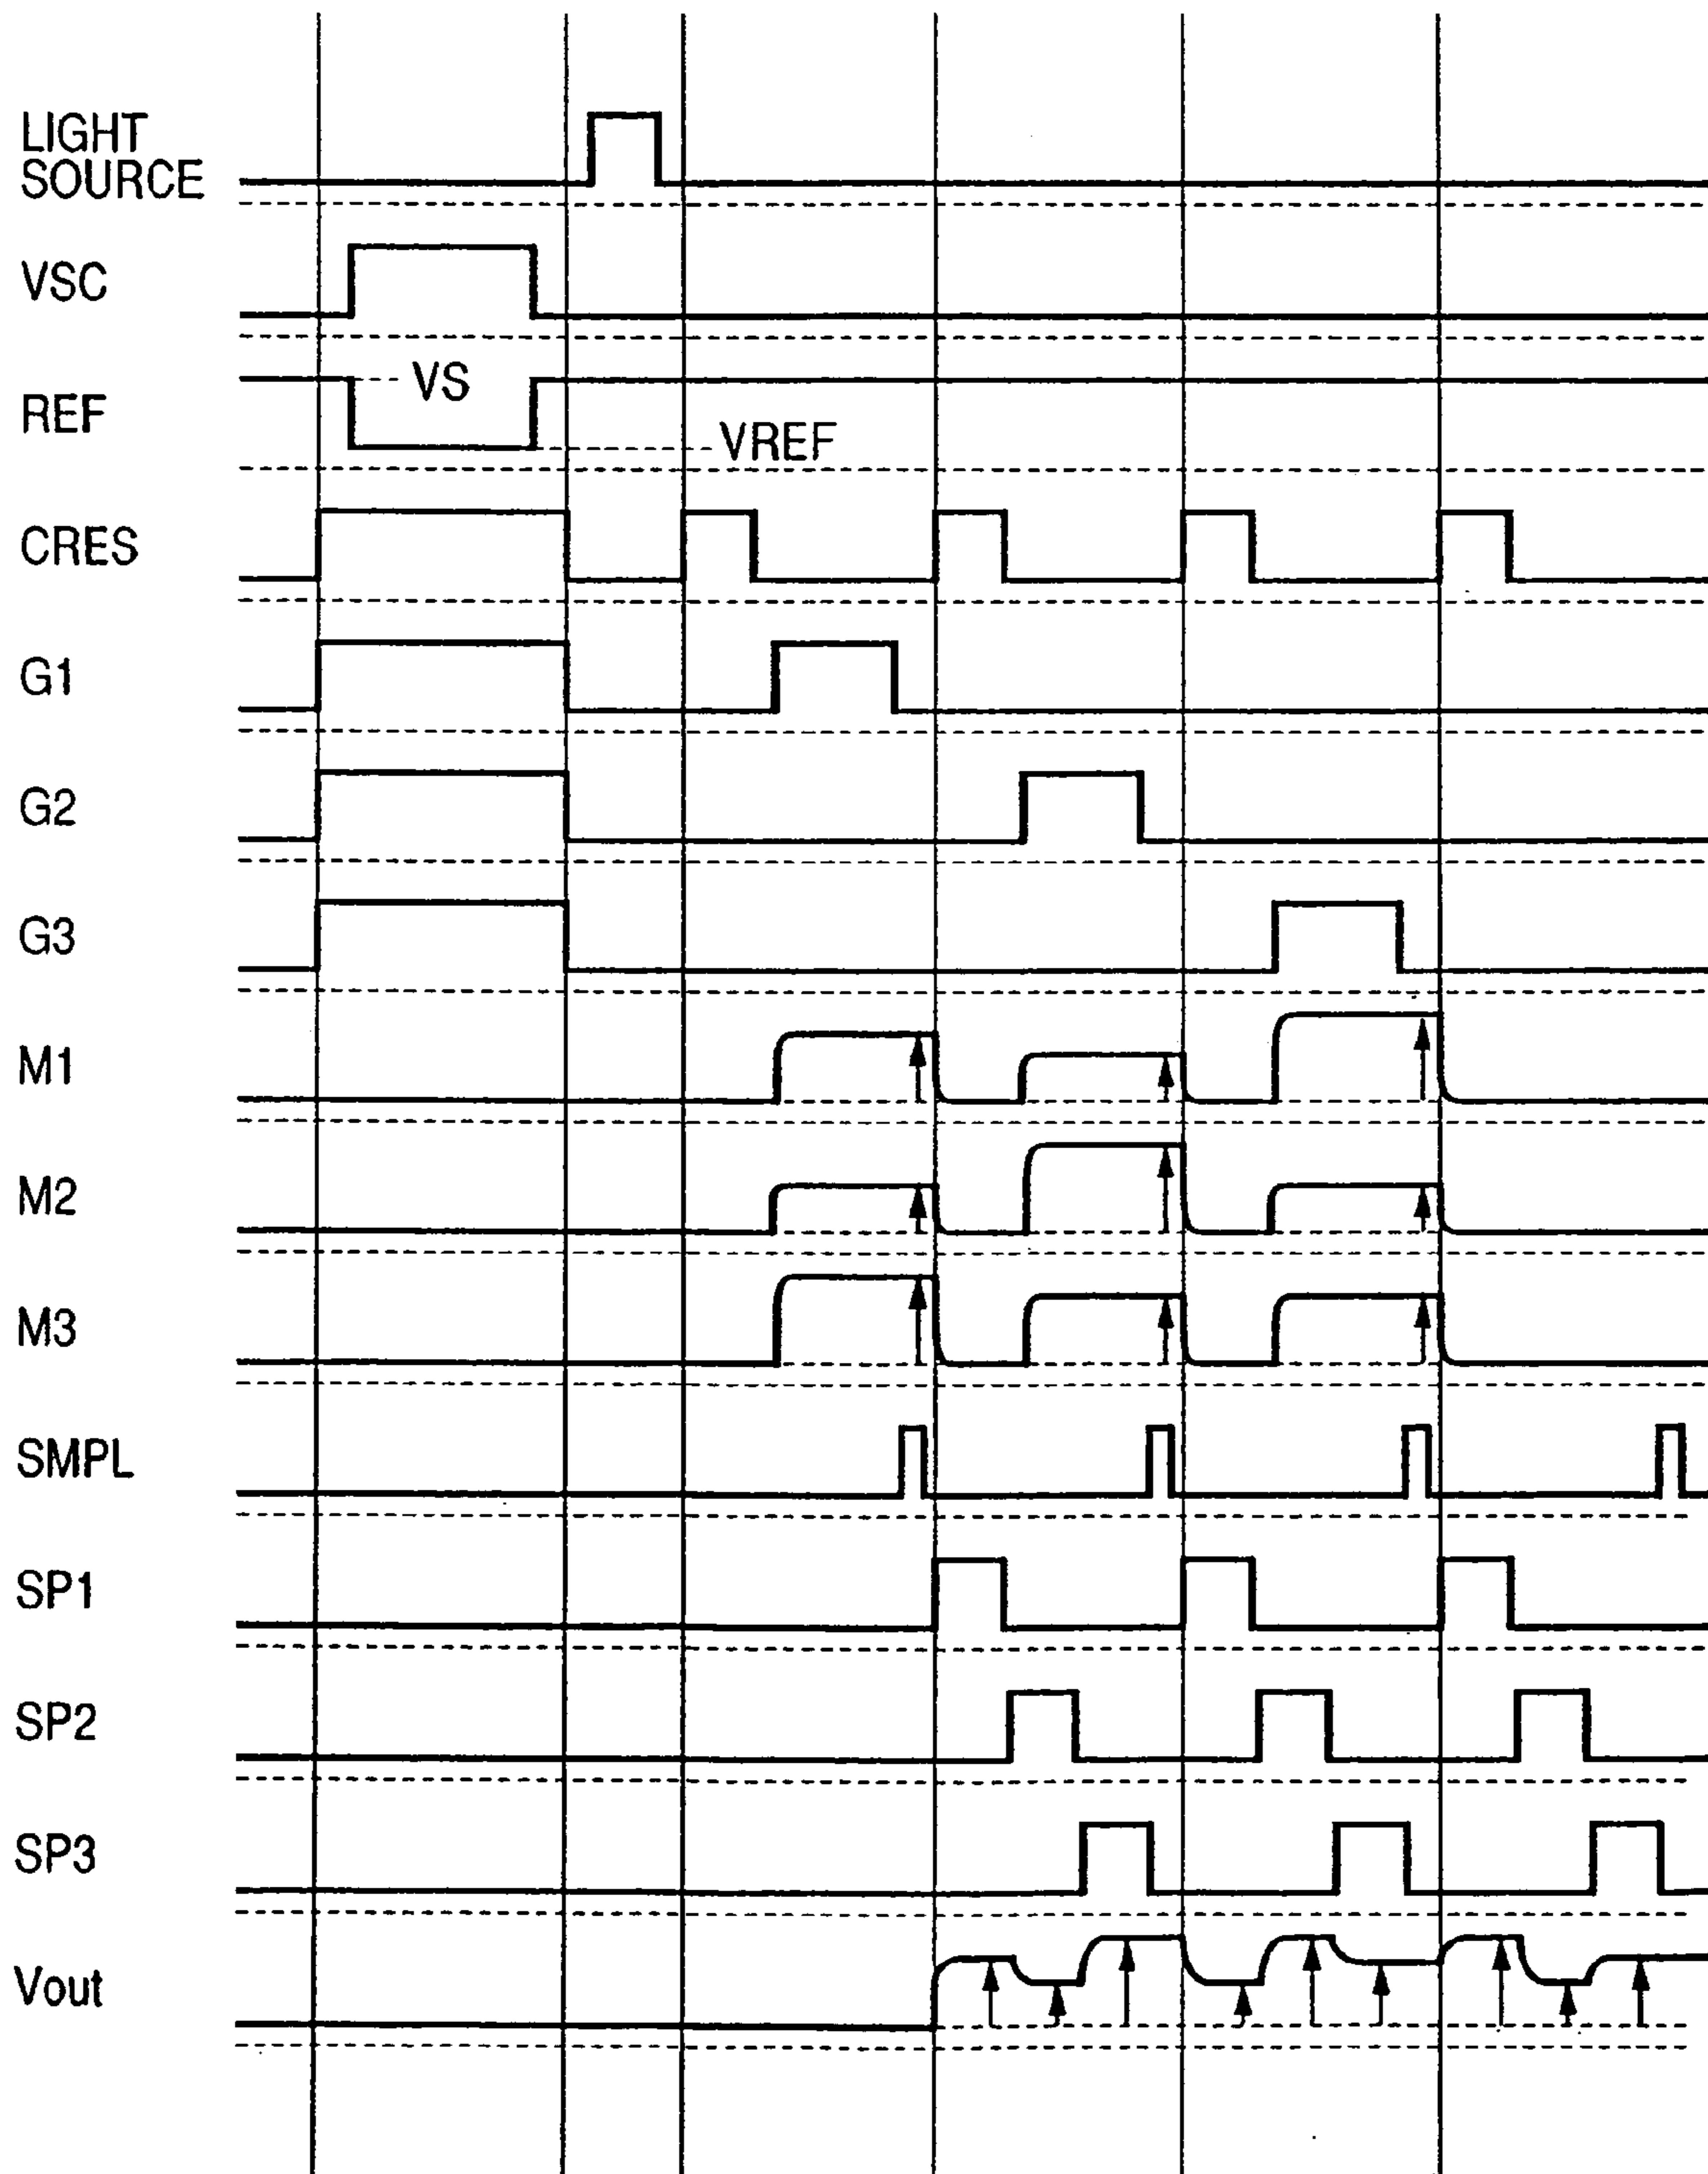 LIGHT
SOURCE
VSC
VS
REF
VREF
CRES
G1
G2
G3
M1
M2
M3
SMPL
SP1
SP2
SP3
Vout